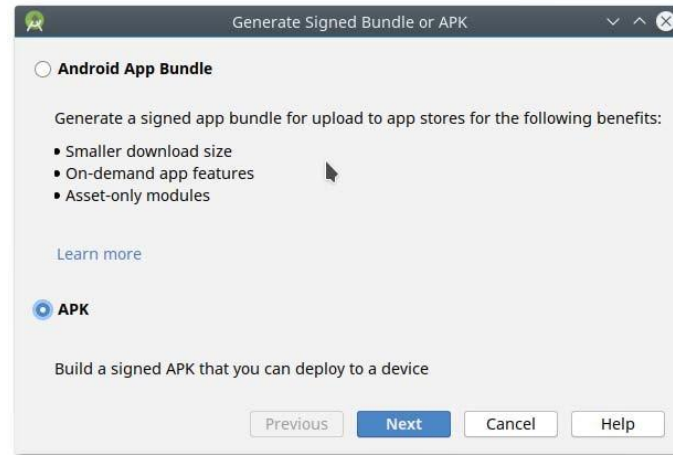 Generate Signed Bundle or APK
Android App Bundle
Generate a signed app bundle for upload to app stores for the following benefits:
• Smaller download size
• On-demand app features
• Asset-only modules
Learn more
APK
Build a signed APK that you can deploy to a device
Previous Next Cancel Help